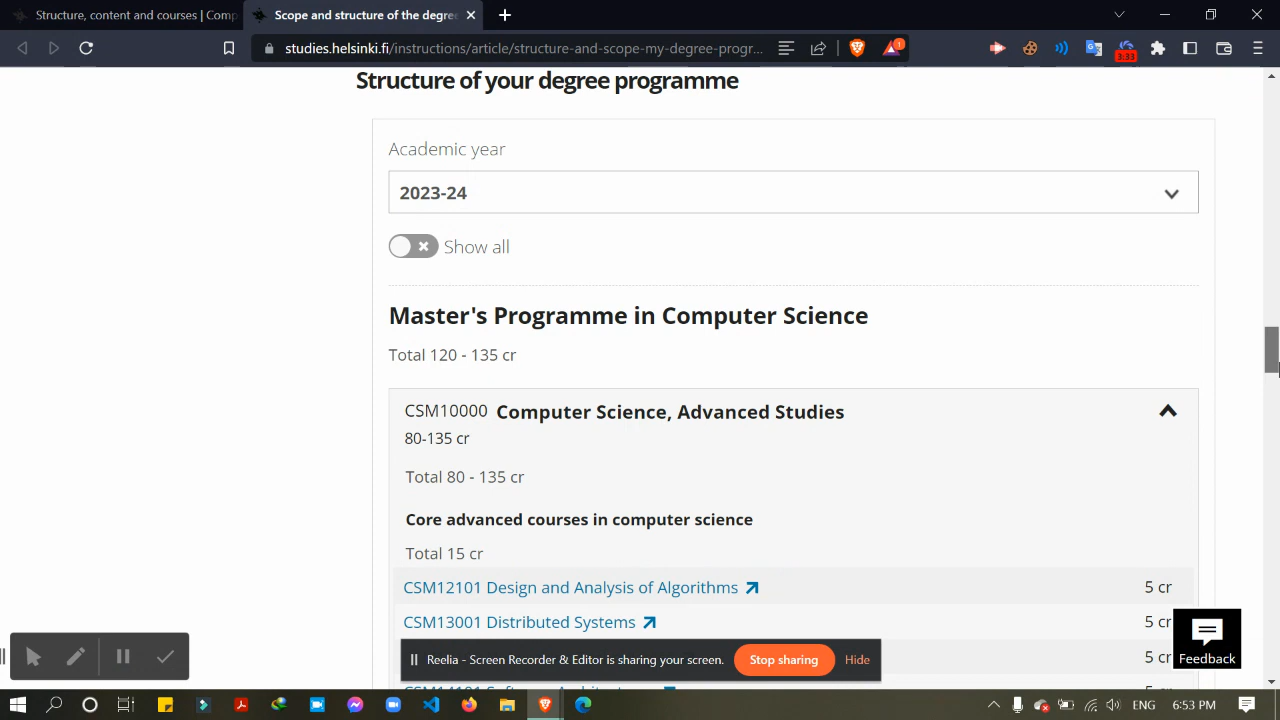 Structure, content and courses | Comp
Scope and structure of the degre
studies.helsinki.fi/instructions/article/structure-and-scope-my-degree-progr...
1
3:33
Structure of your degree programme
Academic year
2023-24
Show all
Master's Programme in Computer Science
Total 120 - 135 cr
CSM10000 Computer Science, Advanced Studies
80-135 cr
Total 80 - 135 cr
Core advanced courses in computer science
Total 15 cr
CSM12101 Design and Analysis of Algorithms 5 cr
CSM13001 Distributed Systems 5 cr
5 cr
Reelia - Screen Recorder & Editor is sharing your screen. Stop sharing Hide
Feedback
ENG 6:53 PM